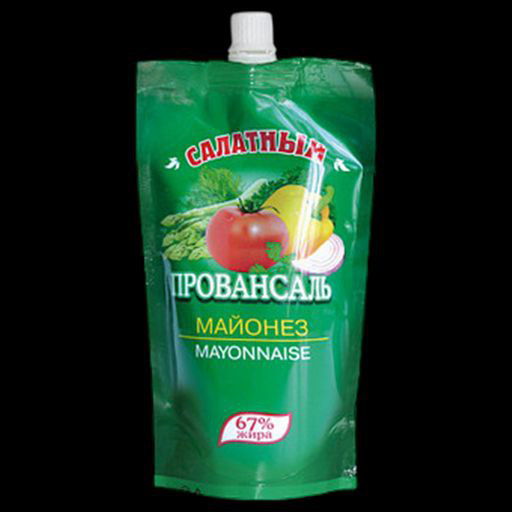 САЛАТНЫЙ
ПРОВАНСАЛЬ
МАЙОНЕЗ
MAYONNAISE
67%
жира